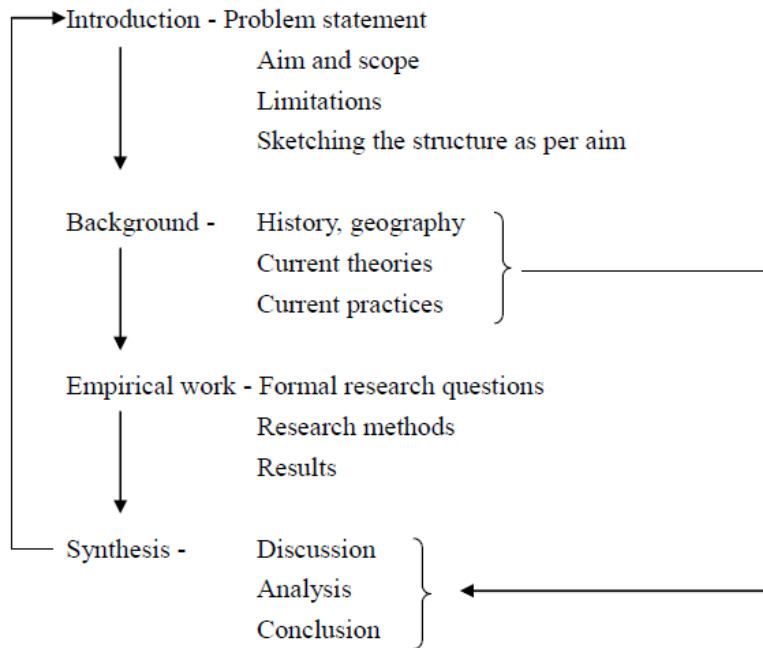 Introduction - Problem statement
Aim and scope
Limitations
Sketching the structure as per aim
Background - History, geography
Current theories
Current practices
Empirical work - Formal research questions
Research methods
Results
Synthesis - Discussion
Analysis
Conclusion